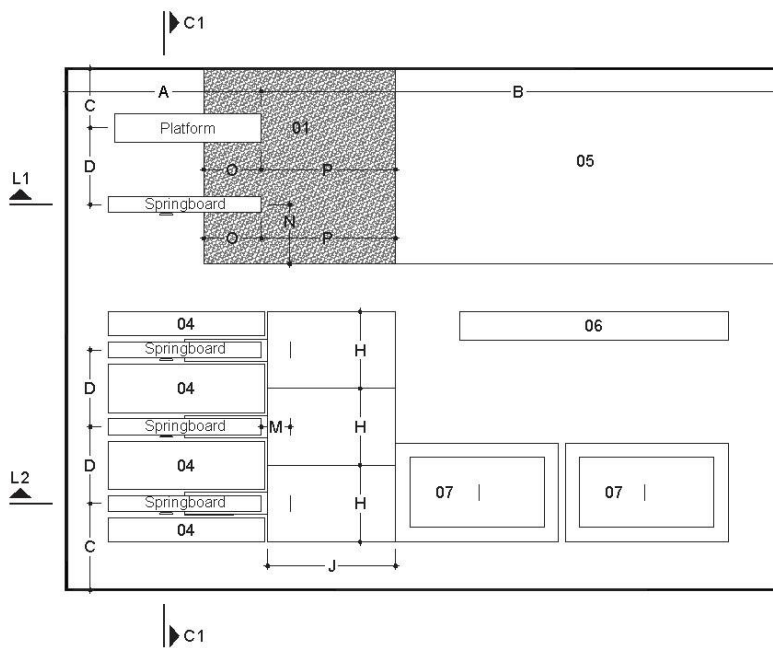 C1
A B
C
Platform 01
D O P 05
L1
Springboard N
O P
04 06
Springboard H
D 04
Springboard M H
D 04 07 07
L2
Springboard H
04
C
J
C1